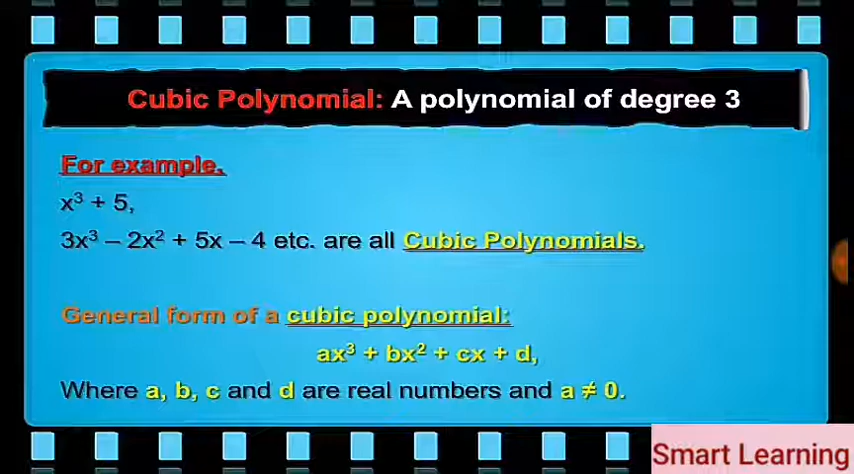 Cubic Polynomial: A polynomial of degree 3
For example,
x³ + 5,
3x³ – 2x² + 5x – 4 etc. are all Cubic Polynomials.
General form of a cubic polynomial:
ax³ + bx² + cx + d,
Where a, b, c and d are real numbers and a ≠ 0.
Smart Learning